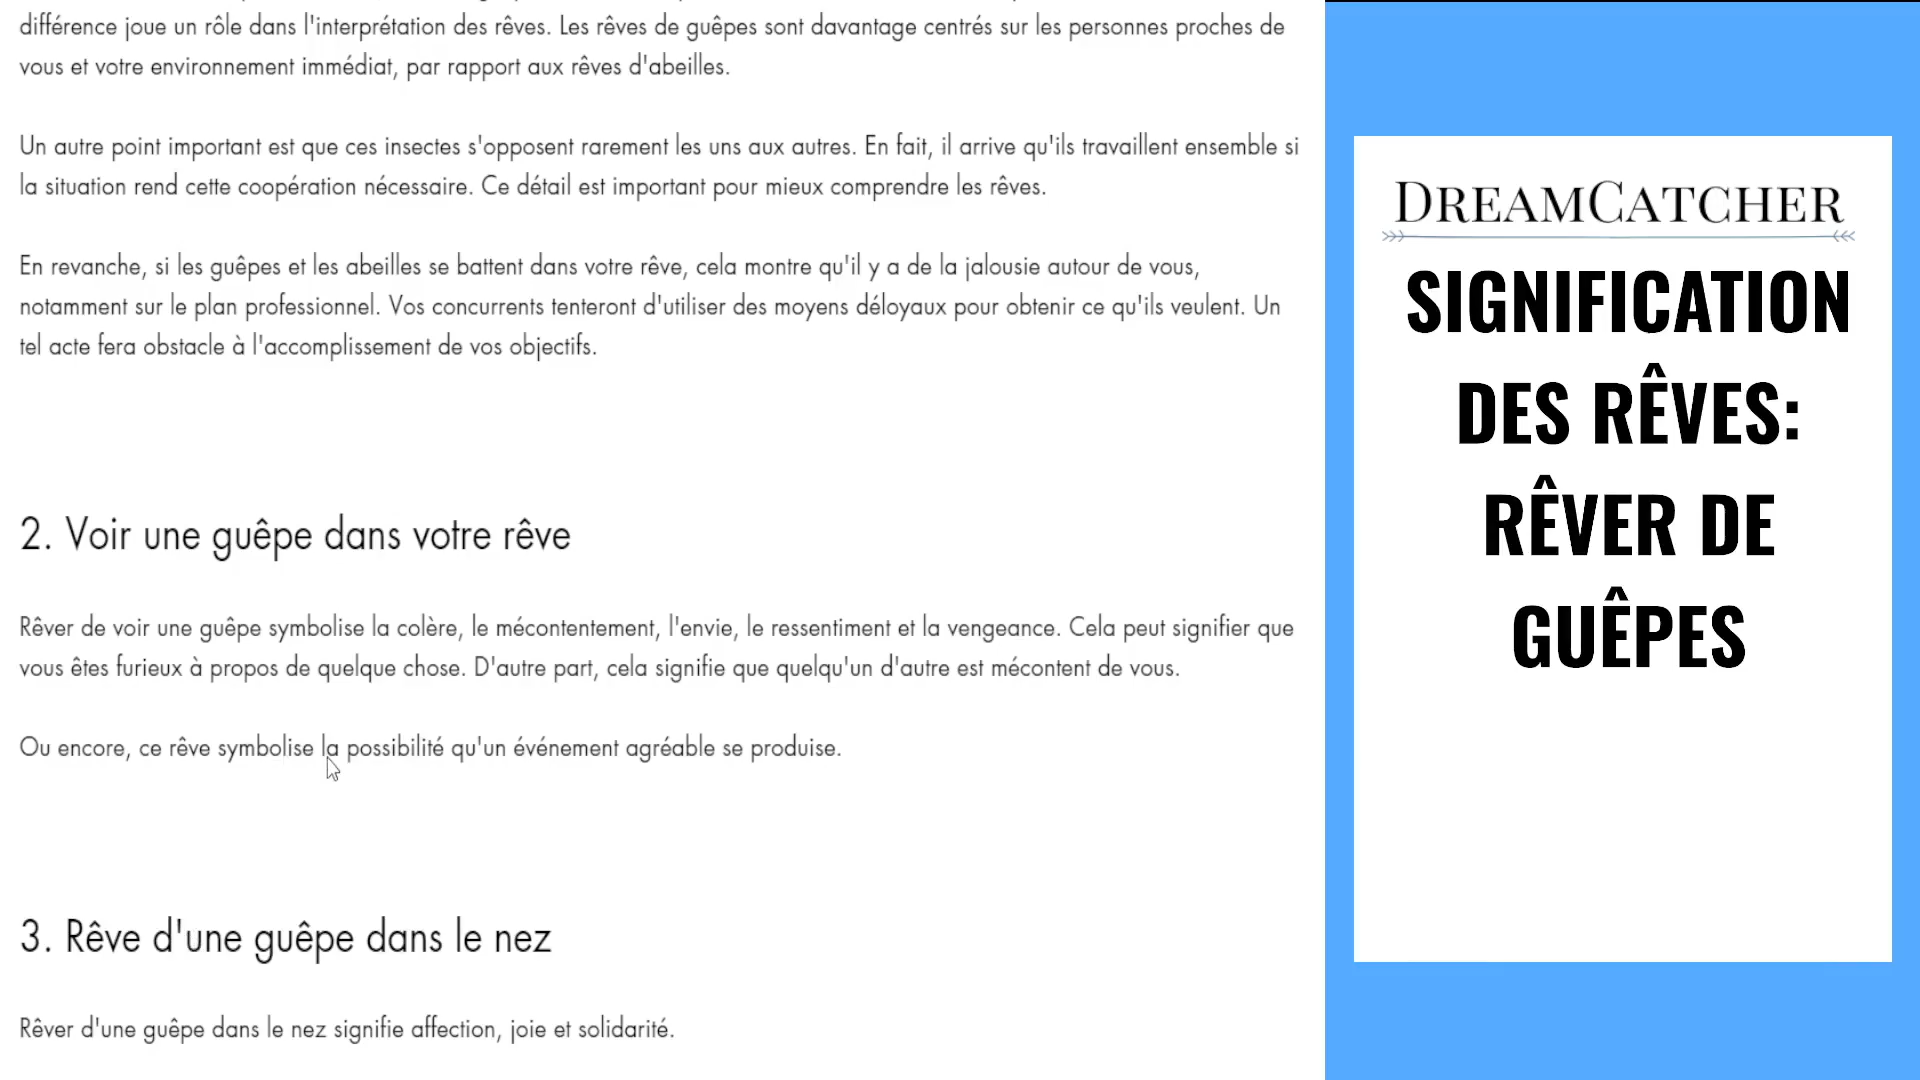 différence joue un rôle dans l'interprétation des rêves. Les rêves de guêpes sont davantage centrés sur les personnes proches de
vous et votre environnement immédiat, par rapport aux rêves d'abeilles.
Un autre point important est que ces insectes s'opposent rarement les uns aux autres. En fait, il arrive qu'ils travaillent ensemble si
la situation rend cette coopération nécessaire. Ce détail est important pour mieux comprendre les rêves.
En revanche, si les guêpes et les abeilles se battent dans votre rêve, cela montre qu'il y a de la jalousie autour de vous,
notamment sur le plan professionnel. Vos concurrents tenteront d'utiliser des moyens déloyaux pour obtenir ce qu'ils veulent. Un
tel acte fera obstacle à l'accomplissement de vos objectifs.
2. Voir une guêpe dans votre rêve
Rêver de voir une guêpe symbolise la colère, le mécontentement, l'envie, le ressentiment et la vengeance. Cela peut signifier que
vous êtes furieux à propos de quelque chose. D'autre part, cela signifie que quelqu'un d'autre est mécontent de vous.
Ou encore, ce rêve symbolise la possibilité qu'un événement agréable se produise.
3. Rêve d'une guêpe dans le nez
Rêver d'une guêpe dans le nez signifie affection, joie et solidarité.
DREAMCATCHER
SIGNIFICATION
DES RÊVES:
RÊVER DE
GUÊPES